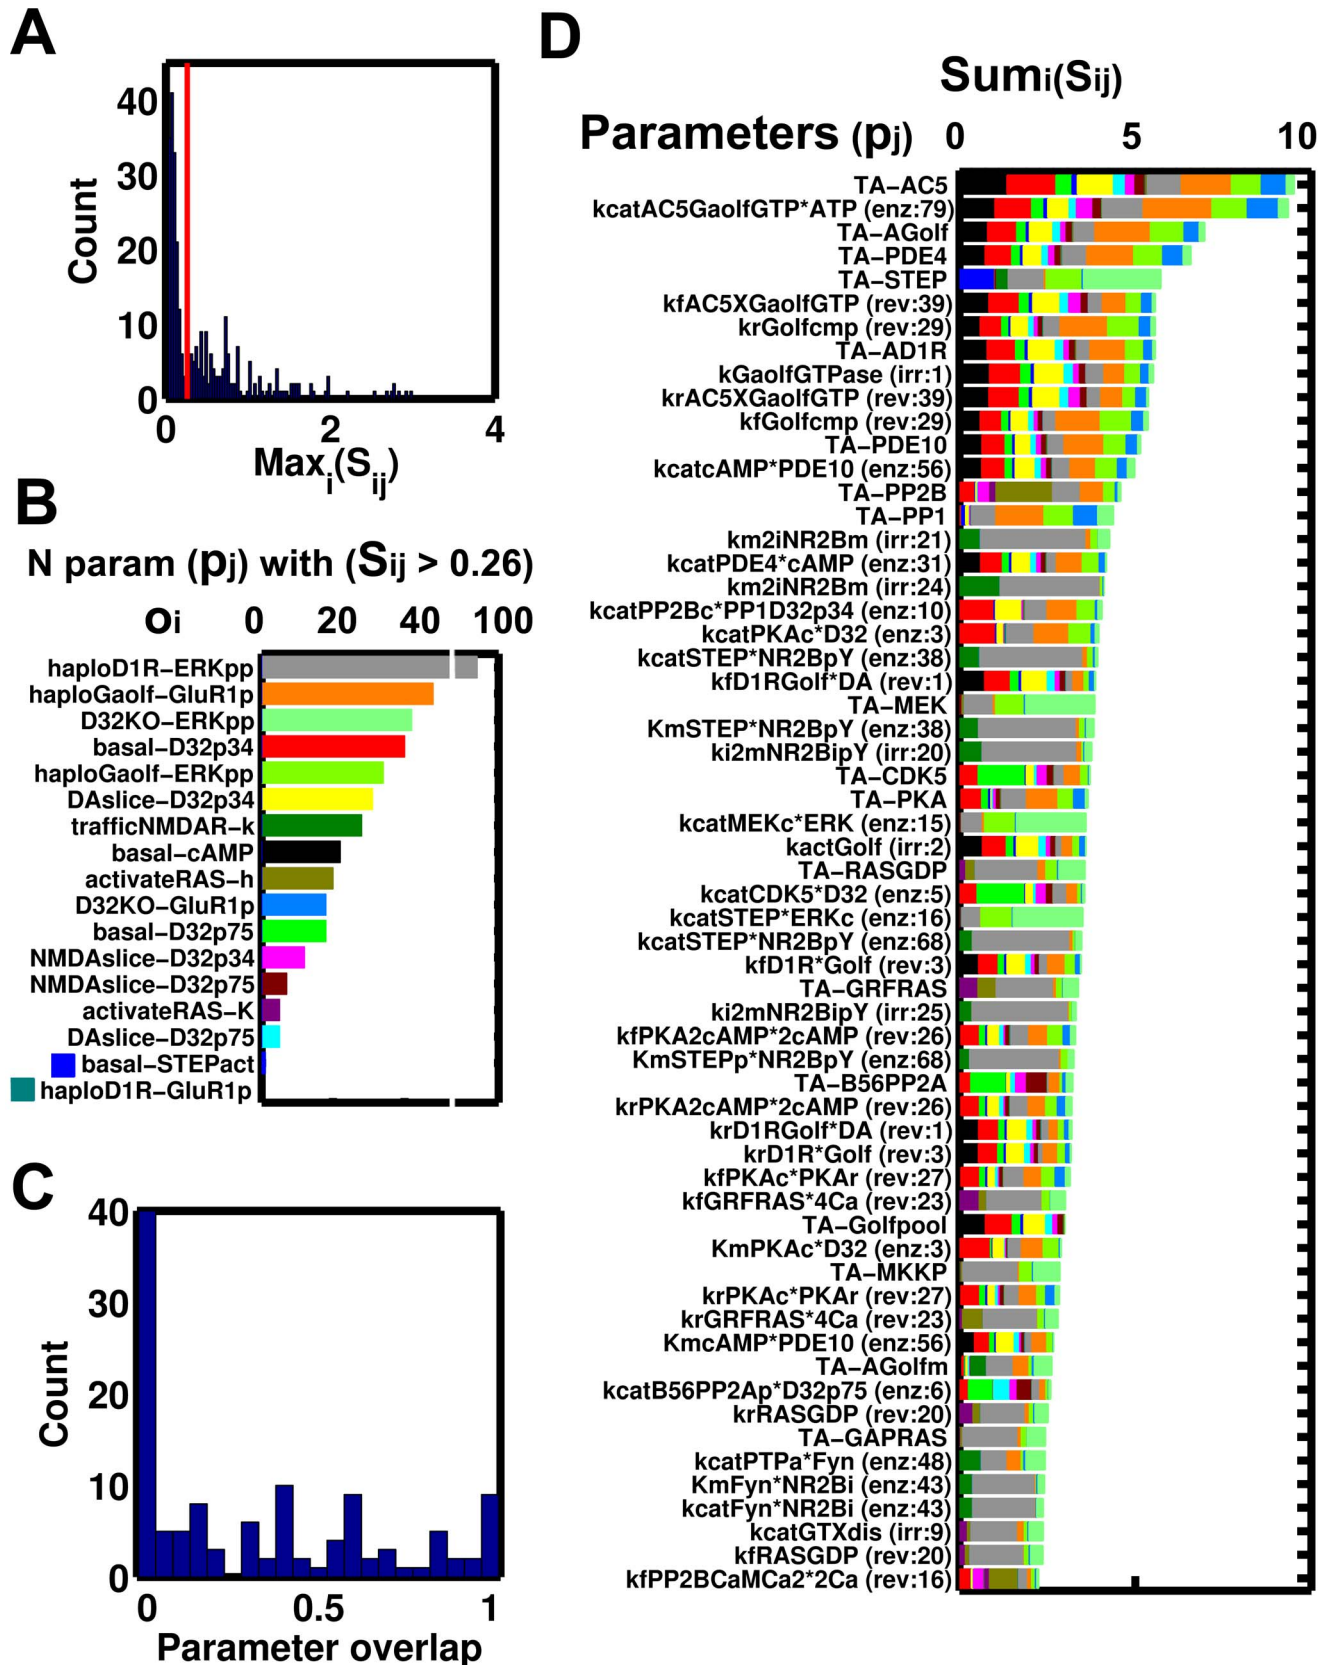 A
40
30
20
10
0
Count
0 2 4
Maxi(Sij)
B
N param (pj) with (Sij > 0.26)
oi 0 20 40 100
haploD1R−ERKpp
haploGaolf−GluR1p
D32KO−ERKpp
basal−D32p34
haploGaolf−ERKpp
DAslice−D32p34
trafficNMDAR−k
basal−cAMP
activateRAS−h
D32KO−GluR1p
basal−D32p75
NMDAslice−D32p34
NMDAslice−D32p75
activateRAS−K
DAslice−D32p75
basal−STEPact
haploD1R−GluR1p
C
40
30
20
10
0
Count
0 0.5 1
Parameter overlap
D
Sumi(Sij)
Parameters (pj) 0 5 10
TA−AC5
kcatAC5GaolfGTP*ATP (enz:79)
TA−AGolf
TA−PDE4
TA−STEP
kfAC5XGaolfGTP (rev:39)
krGolfcmp (rev:29)
TA−AD1R
kGaolfGTPase (irr:1)
krAC5XGaolfGTP (rev:39)
kfGolfcmp (rev:29)
TA−PDE10
kcatcAMP*PDE10 (enz:56)
TA−PP2B
TA−PP1
km2iNR2Bm (irr:21)
kcatPDE4*cAMP (enz:31)
km2iNR2Bm (irr:24)
kcatPP2Bc*PP1D32p34 (enz:10)
kcatPKAc*D32 (enz:3)
kcatSTEP*NR2BpY (enz:38)
kfD1RGolf*DA (rev:1)
TA−MEK
KmSTEP*NR2BpY (enz:38)
ki2mNR2BipY (irr:20)
TA−CDK5
TA−PKA
kcatMEKc*ERK (enz:15)
kactGolf (irr:2)
TA−RASGDP
kcatCDK5*D32 (enz:5)
kcatSTEP*ERKc (enz:16)
kcatSTEP*NR2BpY (enz:68)
kfD1R*Golf (rev:3)
TA−GRFRAS
ki2mNR2BipY (irr:25)
kfPKA2cAMP*2cAMP (rev:26)
KmSTEPp*NR2BpY (enz:68)
TA−B56PP2A
krPKA2cAMP*2cAMP (rev:26)
krD1RGolf*DA (rev:1)
krD1R*Golf (rev:3)
kfPKAc*PKAr (rev:27)
kfGRFRAS*4Ca (rev:23)
TA−Golfpool
KmPKAc*D32 (enz:3)
TA−MKKP
krPKAc*PKAr (rev:27)
krGRFRAS*4Ca (rev:23)
KmcAMP*PDE10 (enz:56)
TA−AGolfm
kcatB56PP2Ap*D32p75 (enz:6)
krRASGDP (rev:20)
TA−GAPRAS
kcatPTPa*Fyn (enz:48)
KmFyn*NR2Bi (enz:43)
kcatFyn*NR2Bi (enz:43)
kcatGTXdis (irr:9)
kfRASGDP (rev:20)
kfPP2BCaMCa2*2Ca (rev:16)